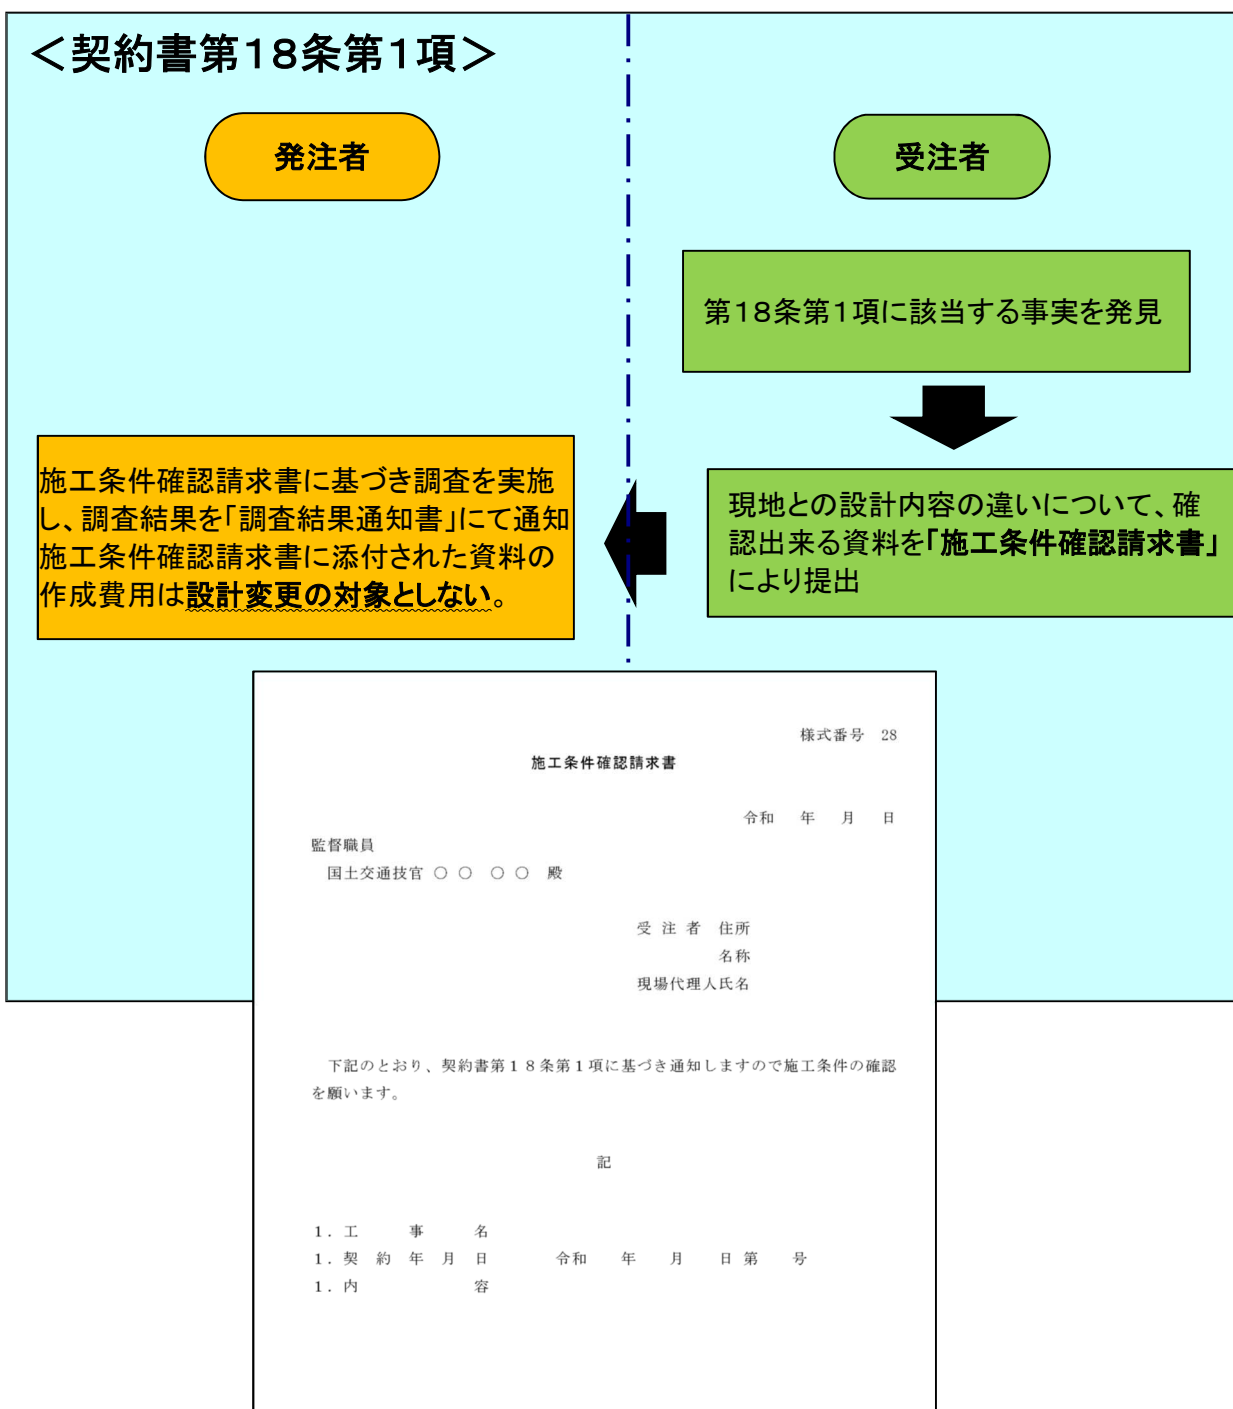 ＜契約書第１８条第１項＞
発注者
受注者
第１８条第１項に該当する事実を発見
現地との設計内容の違いについて、確
認出来る資料を「施工条件確認請求書」
により提出
施工条件確認請求書に基づき調査を実施
し、調査結果を「調査結果通知書」にて通知
施工条件確認請求書に添付された資料の
作成費用は設計変更の対象としない。
様式番号　28
施工条件確認請求書
令和　年　月　日
監督職員
国土交通技官 ○ ○　○ ○　殿
受 注 者　住所
名称
現場代理人氏名
下記のとおり、契約書第１８条第１項に基づき通知しますので施工条件の確認
を願います。
記
１．工　　事　　名
１．契 約 年 月 日　　令和　年　月　日 第　号
１．内　　　　　容